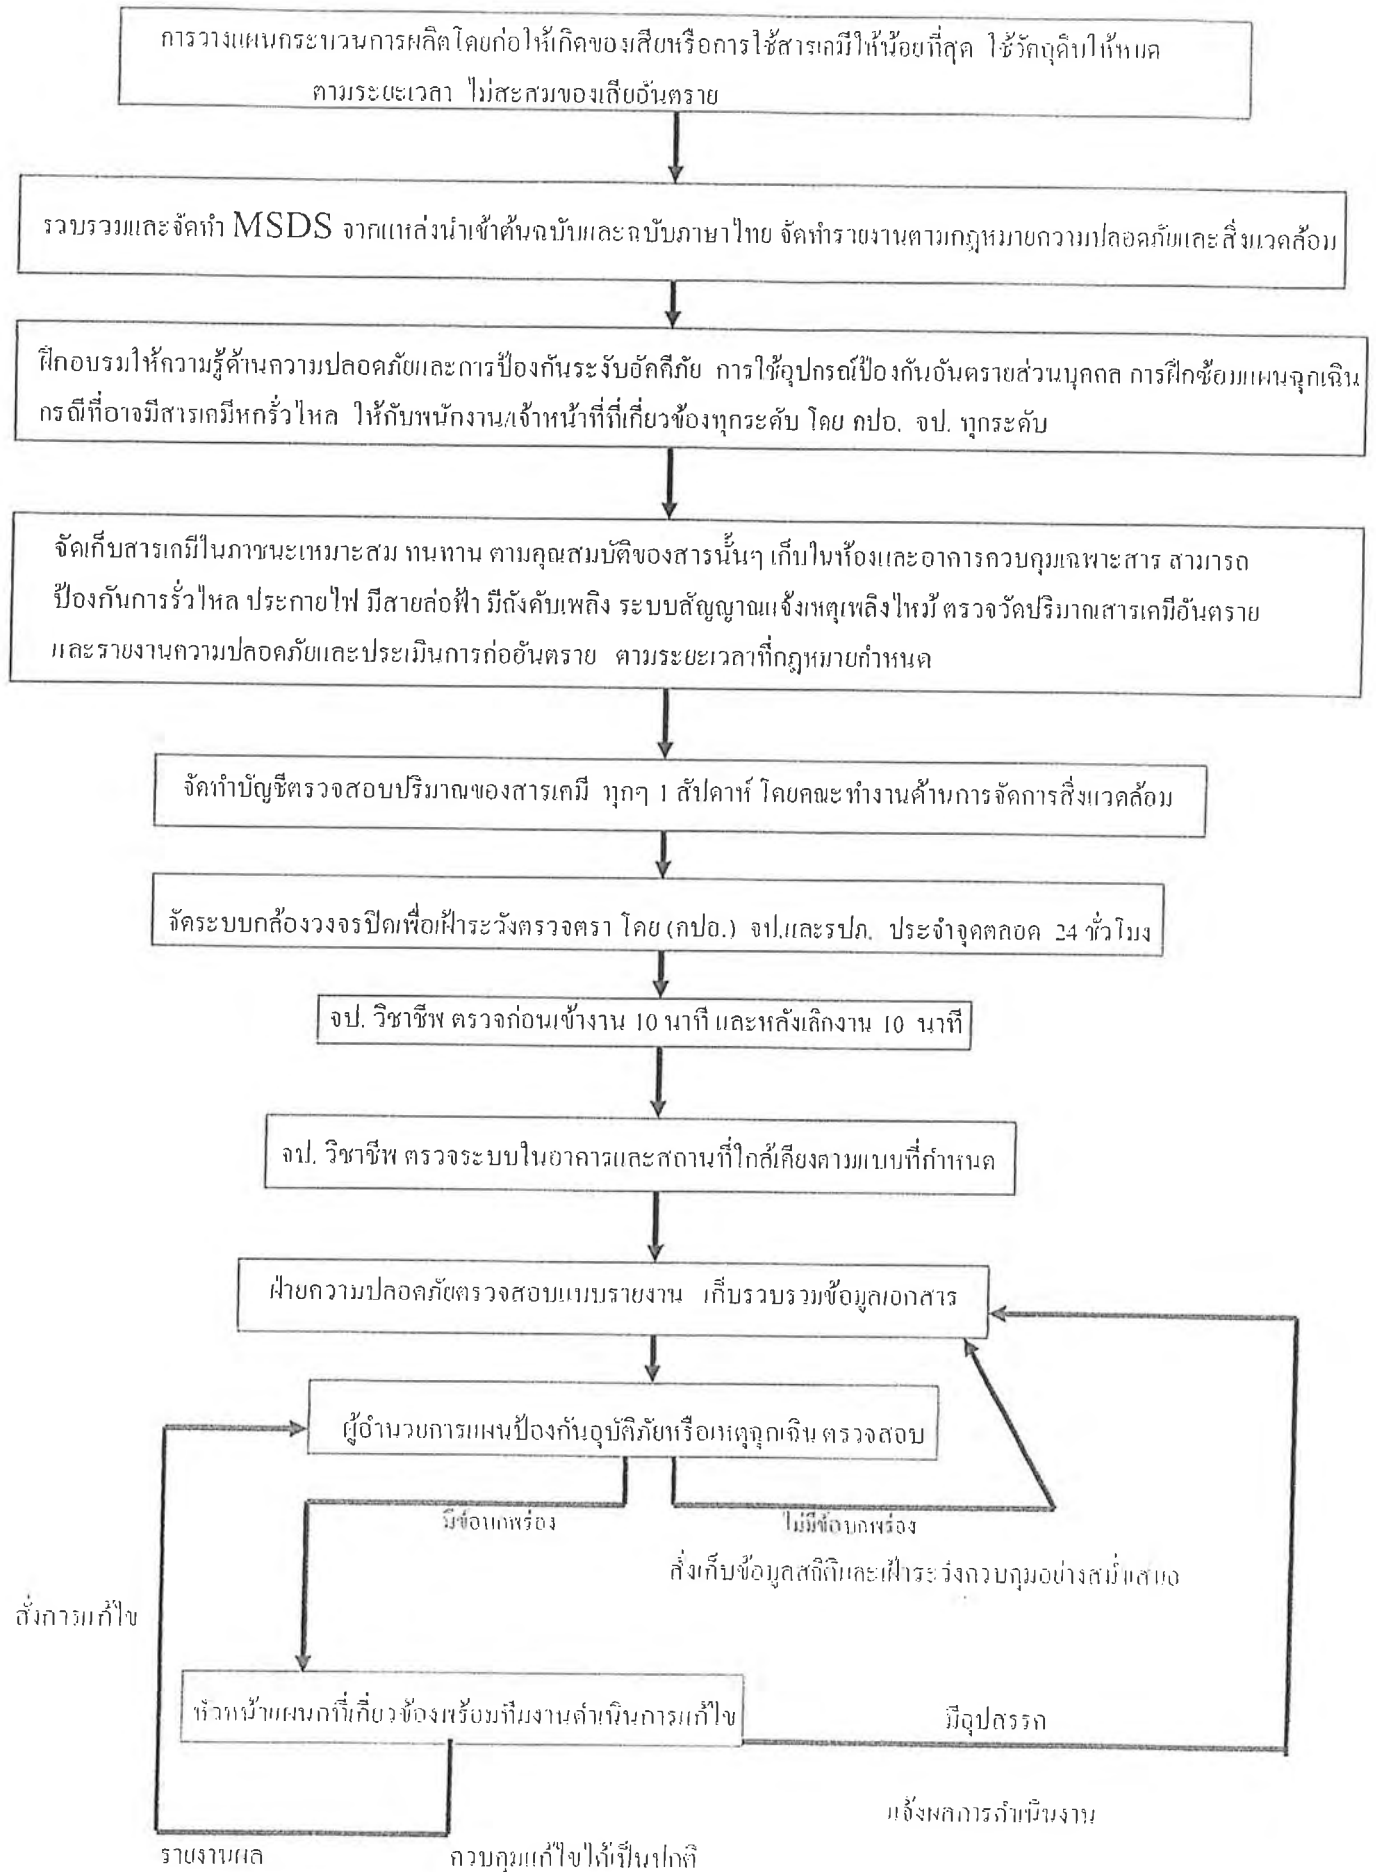 การวางแผนกระบวนการผลิตโดยก่อให้เกิดของเสียหรือการใช้สารเคมีให้น้อยที่สุด ใช้วัตถุดิบให้หมด
ตามระยะเวลา ไม่สะสมของเสียอันตราย
รวบรวมและจัดทำ MSDS จากแหล่งนำเข้าต้นฉบับและฉบับภาษาไทย จัดทำรายงานตามกฎหมายความปลอดภัยและสิ่งแวดล้อม
ฝึกอบรมให้ความรู้ด้านความปลอดภัยและการป้องกันระงับอัคคีภัย การใช้อุปกรณ์ป้องกันอันตรายส่วนบุคคล การฝึกซ้อมแผนฉุกเฉิน
กรณีที่อาจมีสารเคมีหกรั่วไหล ให้กับพนักงาน/เจ้าหน้าที่ที่เกี่ยวข้องทุกระดับ โดย คปอ. จป. ทุกระดับ
จัดเก็บสารเคมีในภาชนะเหมาะสม ทนทาน ตามคุณสมบัติของสารนั้นๆ เก็บในห้องและอาคารควบคุมเฉพาะสาร สามารถ
ป้องกันการรั่วไหล ประกายไฟ มีสายล่อฟ้า มีถังดับเพลิง ระบบสัญญาณแจ้งเหตุเพลิงไหม้ ตรวจวัดปริมาณสารเคมีอันตราย
และรายงานความปลอดภัยและประเมินการก่ออันตราย ตามระยะเวลาที่กฎหมายกำหนด
จัดทำบัญชีตรวจสอบปริมาณของสารเคมี ทุกๆ 1 สัปดาห์ โดยคณะทำงานด้านการจัดการสิ่งแวดล้อม
จัดระบบกล้องวงจรปิดเพื่อเฝ้าระวังตรวจตรา โดย (คปอ.) จป.และรปภ. ประจำจุดตลอด 24 ชั่วโมง
จป. วิชาชีพ ตรวจก่อนเข้างาน 10 นาที และหลังเลิกงาน 10 นาที
จป. วิชาชีพ ตรวจระบบในอาคารและสถานที่ใกล้เคียงตามแบบที่กำหนด
ฝ่ายความปลอดภัยตรวจสอบแบบรายงาน เก็บรวบรวมข้อมูลเอกสาร
ผู้อำนวยการแผนป้องกันอุบัติภัยหรือเหตุฉุกเฉิน ตรวจสอบ
มีข้อบกพร่อง
ไม่มีข้อบกพร่อง
สั่งเก็บข้อมูลสถิติและเฝ้าระวังควบคุมอย่างสม่ำเสมอ
สั่งการแก้ไข
หัวหน้าแผนกที่เกี่ยวข้องพร้อมทีมงานดำเนินการแก้ไข
มีอุปสรรค
แจ้งผลการดำเนินงาน
รายงานผล
ควบคุมแก้ไขได้เป็นปกติ